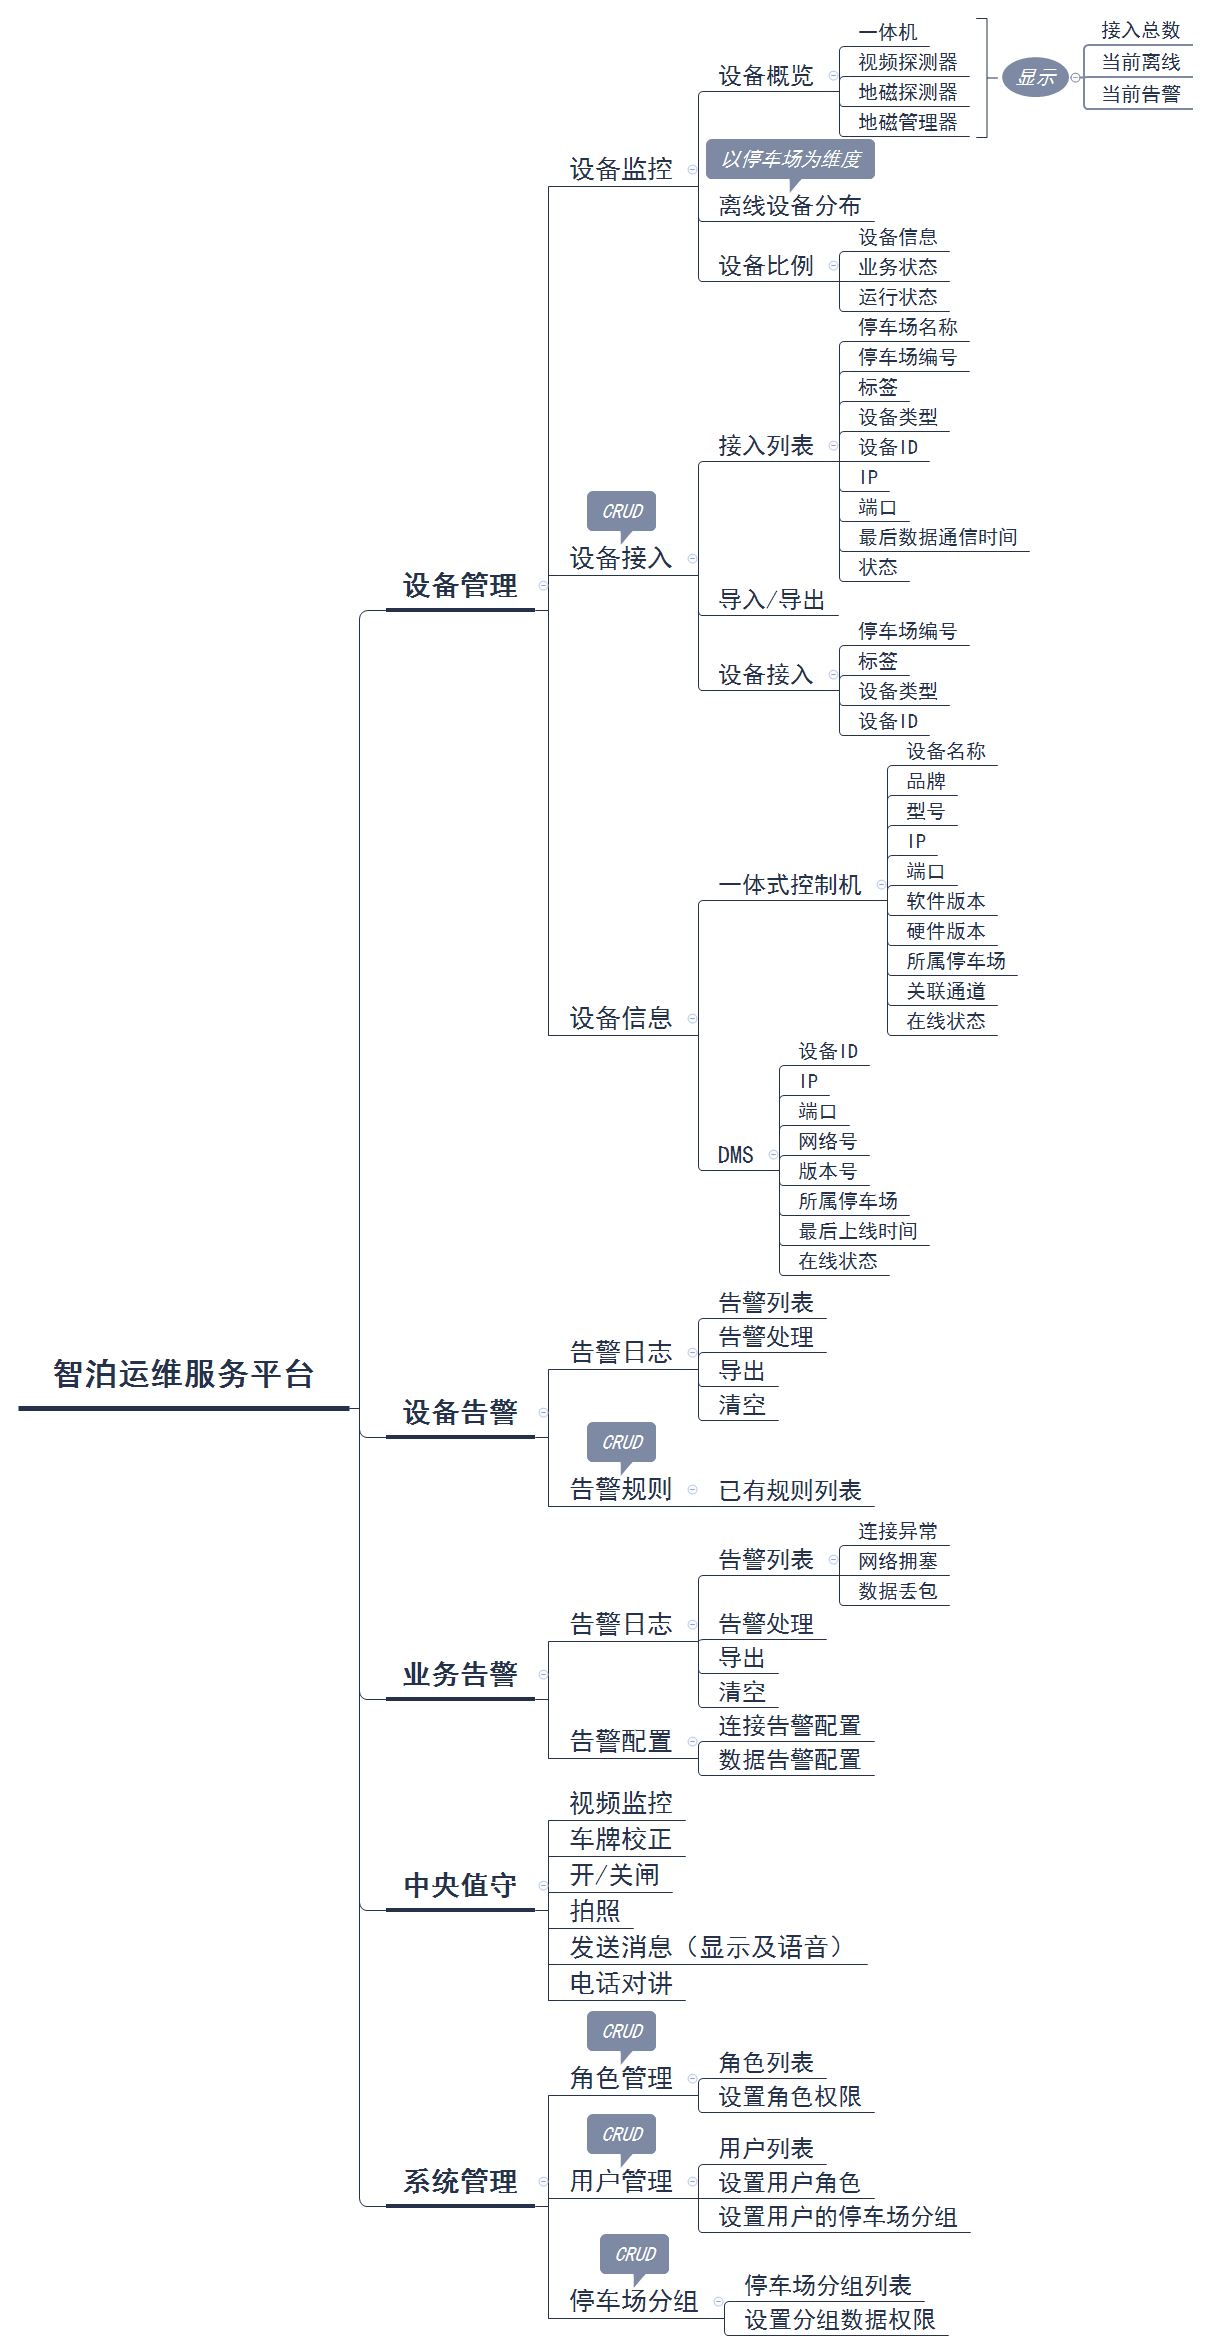 智泊运维服务平台
设备管理
设备监控
设备概览
一体机
视频探测器
地磁探测器
地磁管理器
显示
接入总数
当前离线
当前告警
以停车场为维度
离线设备分布
设备比例
设备信息
业务状态
运行状态
CRUD
设备接入
接入列表
停车场名称
停车场编号
标签
设备类型
设备ID
IP
端口
最后数据通信时间
状态
导入/导出
设备接入
停车场编号
标签
设备类型
设备ID
设备信息
一体式控制机
设备名称
品牌
型号
IP
端口
软件版本
硬件版本
所属停车场
关联通道
在线状态
DMS
设备ID
IP
端口
网络号
版本号
所属停车场
最后上线时间
在线状态
设备告警
告警日志
告警列表
告警处理
导出
清空
CRUD
告警规则
已有规则列表
业务告警
告警日志
告警列表
连接异常
网络拥塞
数据丢包
告警处理
导出
清空
告警配置
连接告警配置
数据告警配置
中央值守
视频监控
车牌校正
开/关闸
拍照
发送消息（显示及语音）
电话对讲
系统管理
CRUD
角色管理
角色列表
设置角色权限
CRUD
用户管理
用户列表
设置用户角色
设置用户的停车场分组
CRUD
停车场分组
停车场分组列表
设置分组数据权限